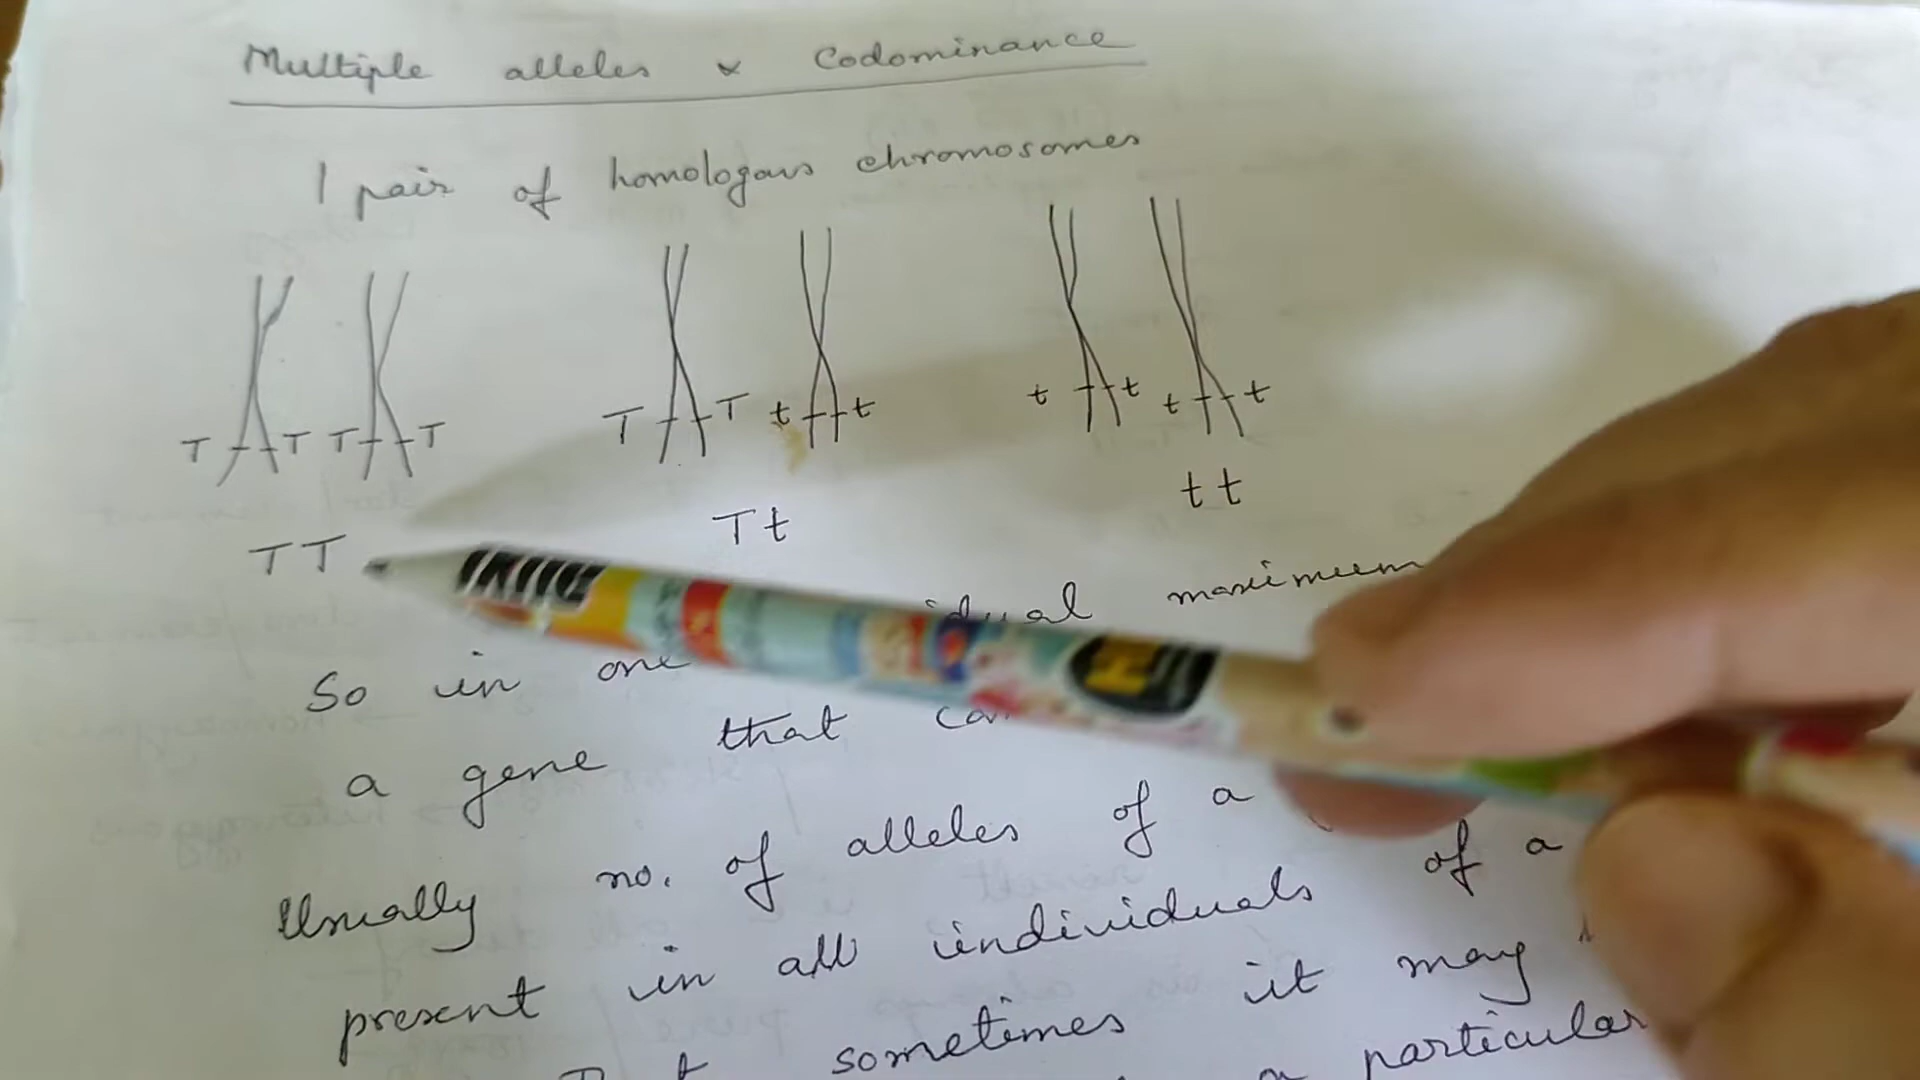 Multiple alleles & Codominance
1 pair of homologous chromosomes
T T T T T T t t t t t t
TT Tt tt
So in one maximum
a gene that
Usually no. of alleles of a
present in all individuals of a
sometimes it may
a particular